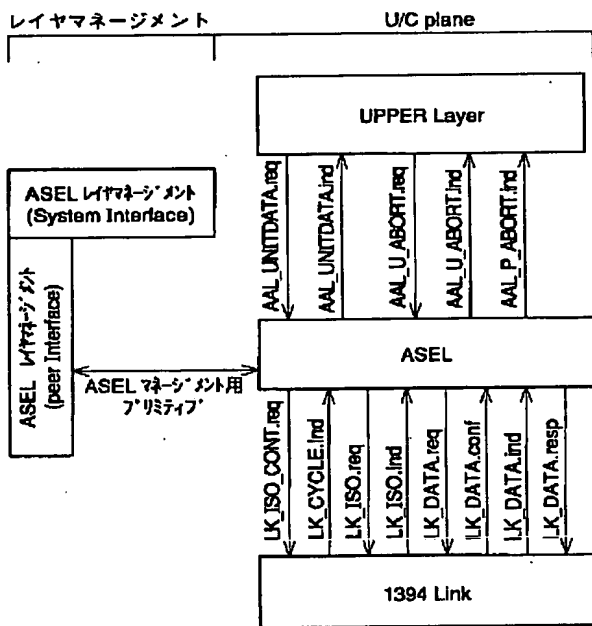 レイヤマネージメント
U/C plane
UPPER Layer
AAL_UNITDATA.req
AAL_UNITDATA.ind
AAL_U_ABORT.req
AAL_U_ABORT.ind
AAL_P_ABORT.ind
ASEL レイヤマネージメント
(System Interface)
ASEL レイヤマネージメント
(peer Interface)
ASEL
ASEL マネージメント用
プリミティブ
LK_ISO_CONT.req
LK_CYCLE.ind
LK_ISO.req
LK_ISO.ind
LK_DATA.req
LK_DATA.conf
LK_DATA.ind
LK_DATA.resp
1394 Link